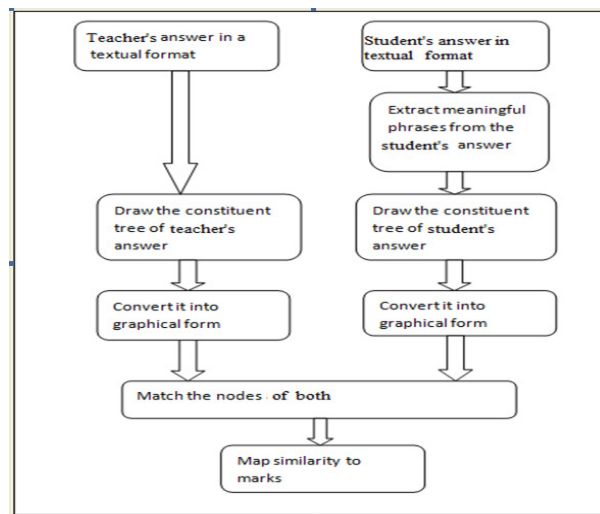 Teacher's answer in a
textual format
Student's answer in
textual format
Extract meaningful
phrases from the
student's answer
Draw the constituent
tree of teacher's
answer
Draw the constituent
tree of student's
answer
Convert it into
graphical form
Convert it into
graphical form
Match the nodes of both
Map similarity to
marks